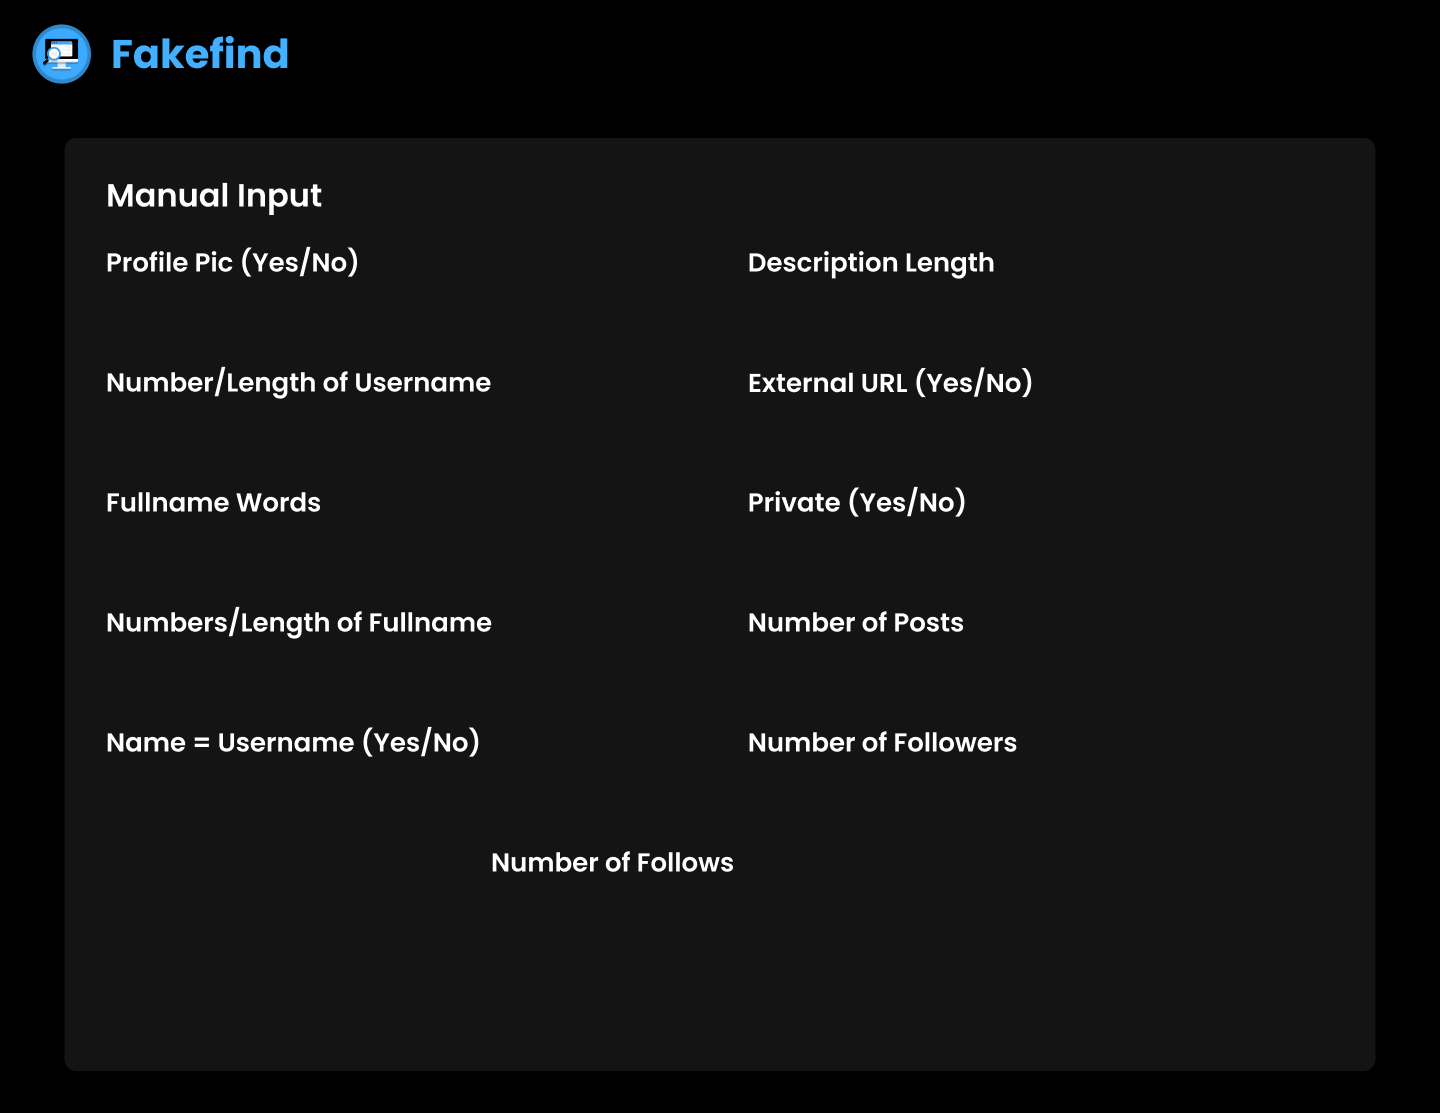 Fakefind
Manual Input
Profile Pic (Yes/No)
Description Length
Number/Length of Username
External URL (Yes/No)
Fullname Words
Private (Yes/No)
Numbers/Length of Fullname
Number of Posts
Name = Username (Yes/No)
Number of Followers
Number of Follows